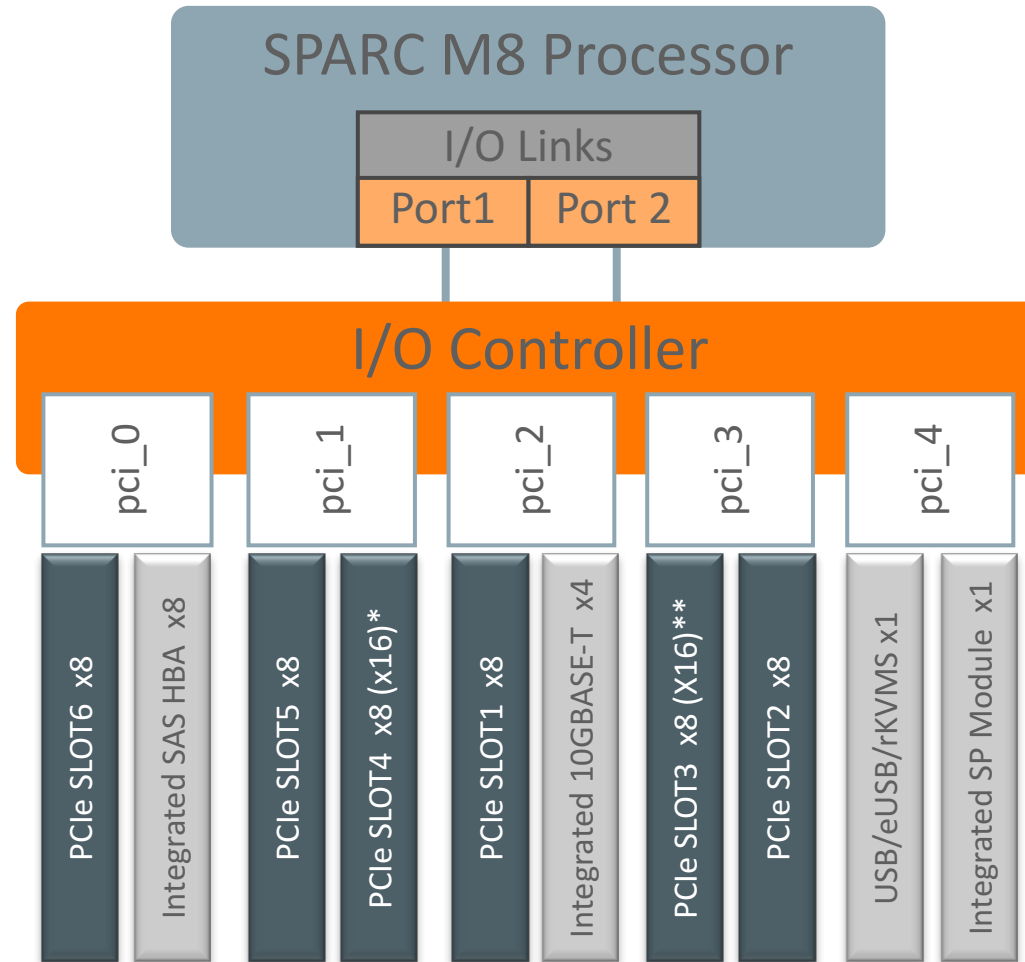 SPARC M8 Processor
I/O Links
Port1
Port 2
I/O Controller
pci_0
pci_1
pci_2
pci_3
pci_4
PCIe SLOT6 x8
Integrated SAS HBA x8
PCIe SLOT5 x8
PCIe SLOT4 x8 (x16)*
PCIe SLOT1 x8
Integrated 10GBASE-T x4
PCIe SLOT3 x8 (X16)**
PCIe SLOT2 x8
USB/eUSB/rKVMS x1
Integrated SP Module x1